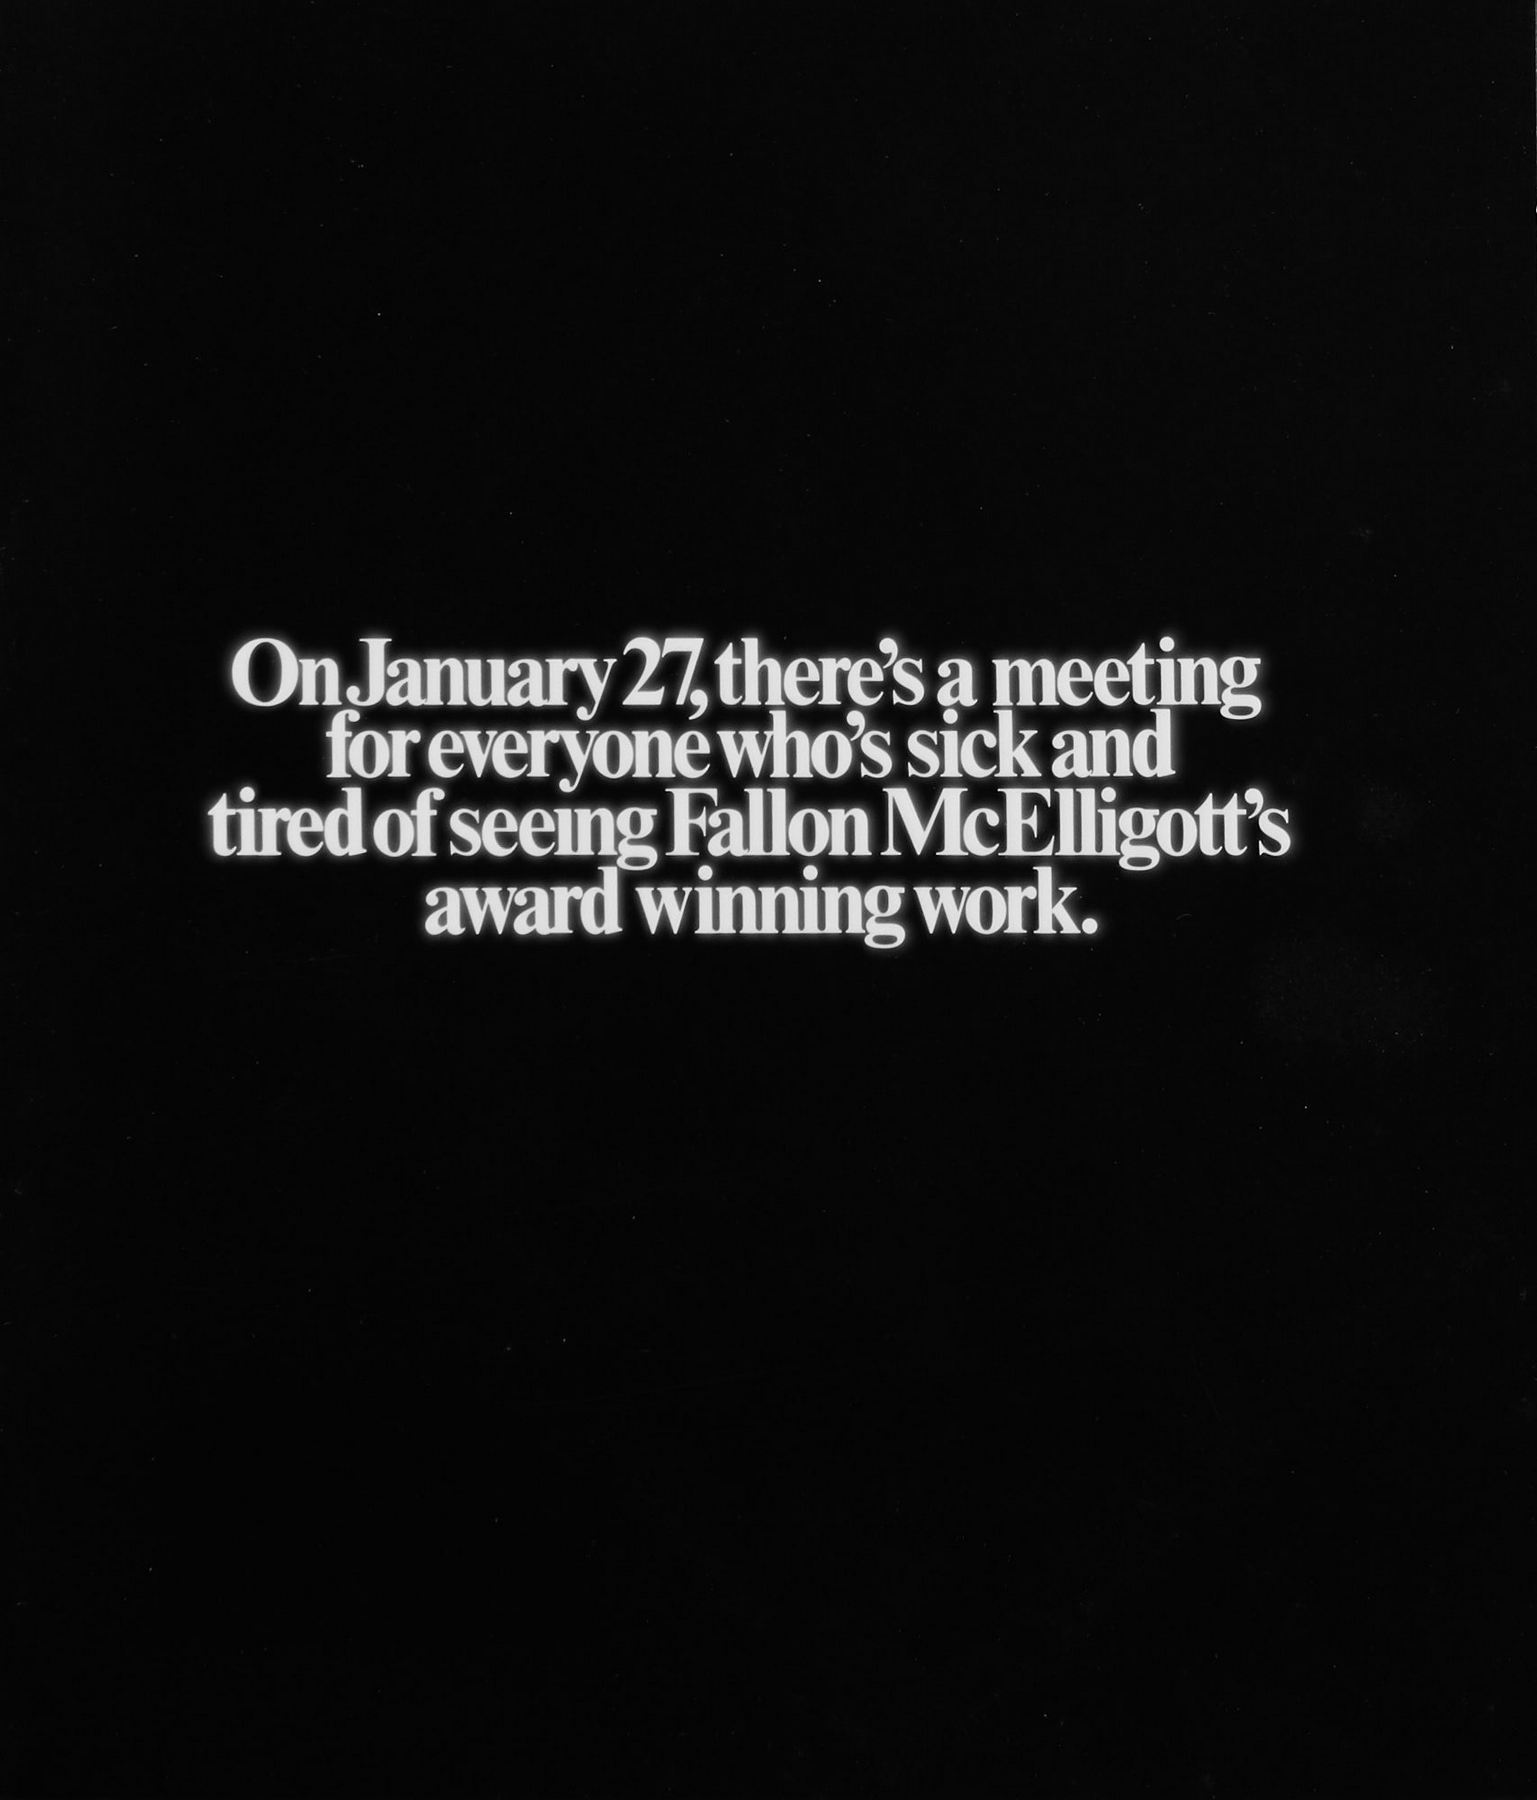 On January 27, there's a meeting
for everyone who's sick and
tired of seeing Fallon McElligott's
award winning work.